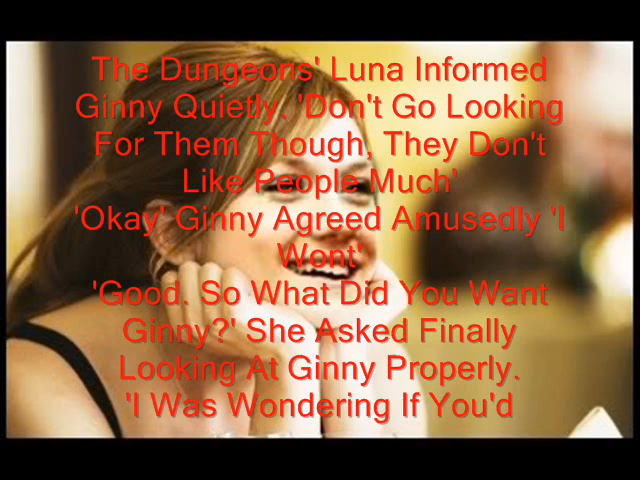 The Dungeons' Luna Informed
Ginny Quietly. 'Don't Go Looking
For Them Though, They Don't
Like People Much'
'Okay' Ginny Agreed Amusedly 'I
Wont'
'Good. So What Did You Want
Ginny?' She Asked Finally
Looking At Ginny Properly.
'I Was Wondering If You'd